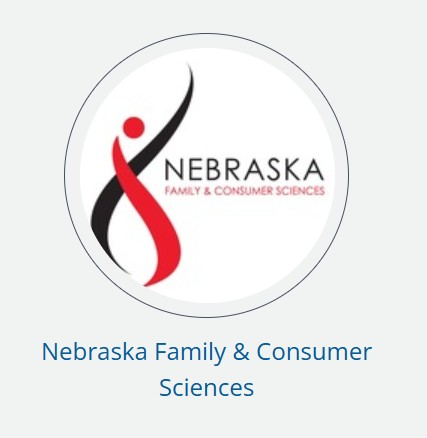 NEBRASKA
FAMILY & CONSUMER SCIENCES
Nebraska Family & Consumer
Sciences